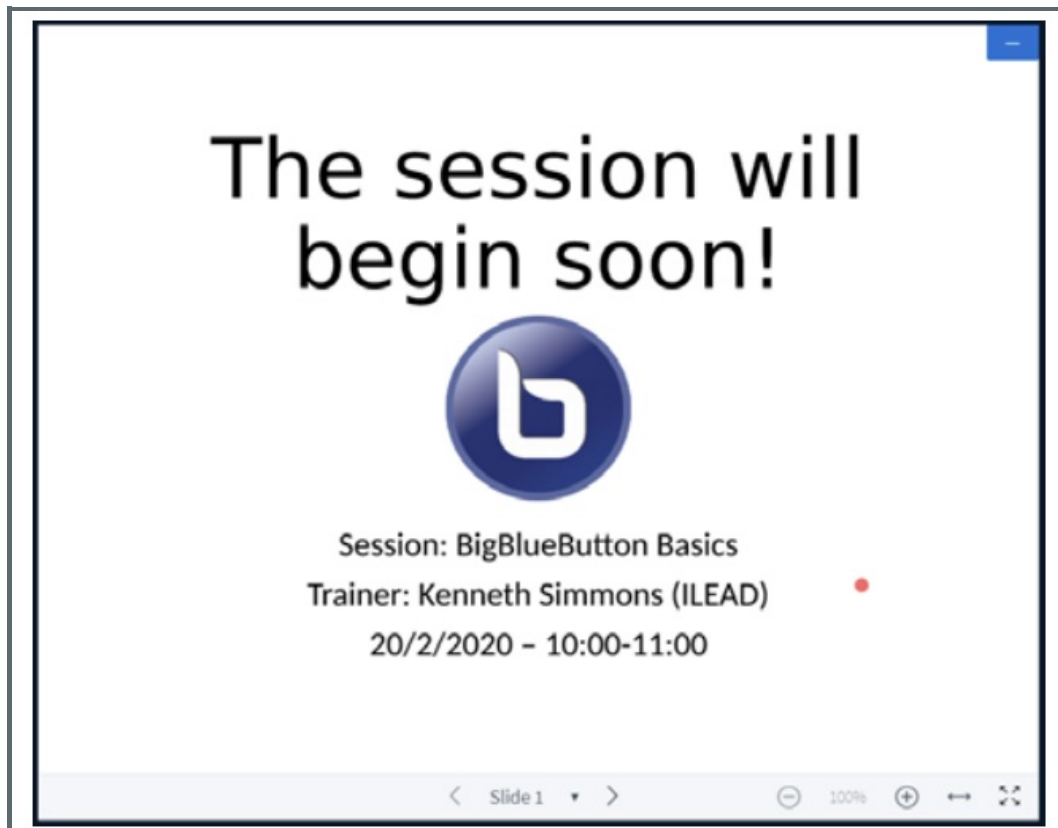 The session will
begin soon!
Session: BigBlueButton Basics
Trainer: Kenneth Simmons (ILEAD)
20/2/2020 – 10:00-11:00
Slide 1
100%